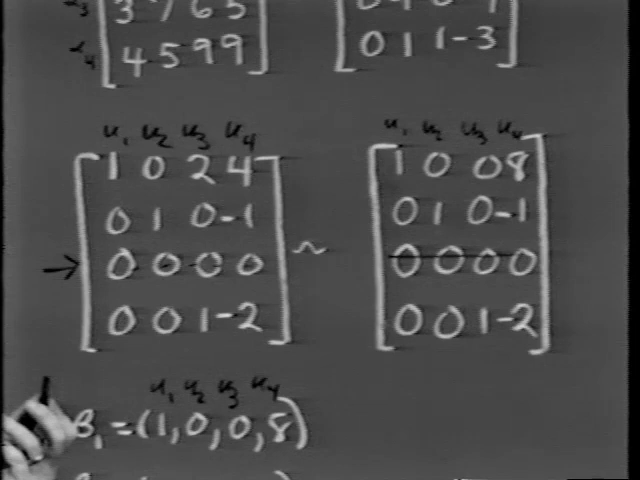 3 7 6 5
4 5 9 9
0 1 1 -3
u₁ u₂ u₃ u₄
1 0 2 4
0 1 0 -1
→ 0 0 0 0
0 0 1 -2
~
u₁ u₂ u₃ u₄
1 0 0 8
0 1 0 -1
0 0 0 0
0 0 1 -2
u₁ u₂ u₃ u₄
β₁ = (1, 0, 0, 8)